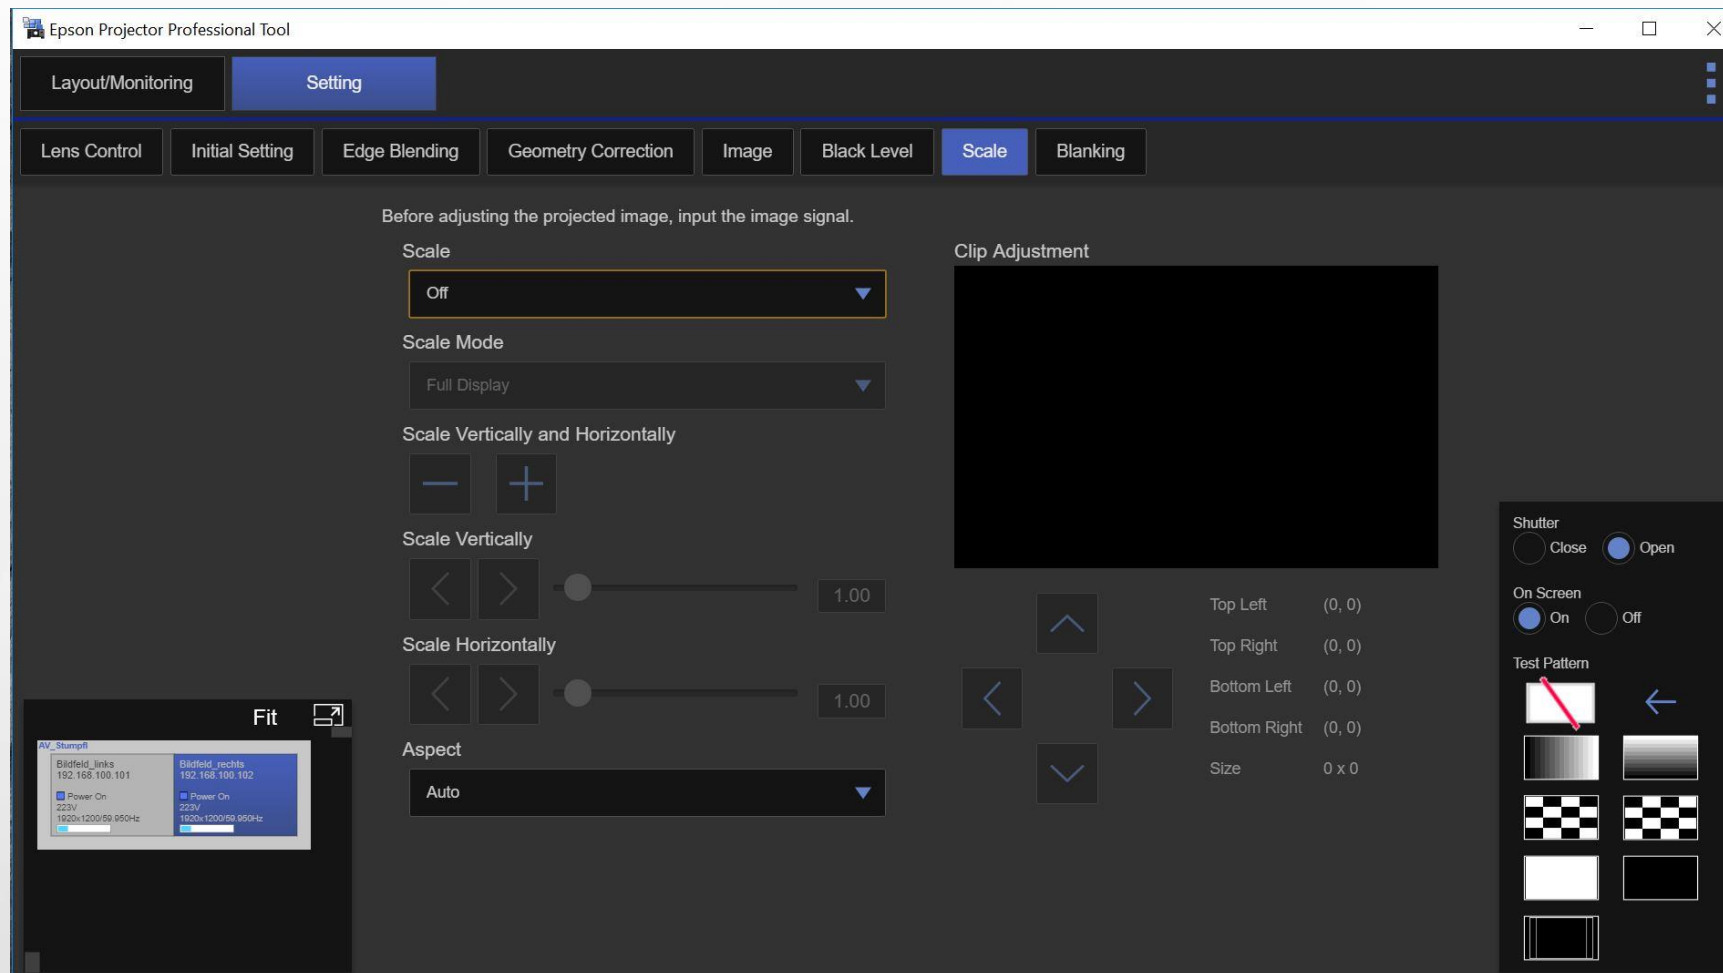 Epson Projector Professional Tool
Layout/Monitoring Setting
Lens Control Initial Setting Edge Blending Geometry Correction Image Black Level Scale Blanking
Before adjusting the projected image, input the image signal.
Scale
Off
Scale Mode
Full Display
Scale Vertically and Horizontally
Scale Vertically
1.00
Scale Horizontally
1.00
Aspect
Auto
Clip Adjustment
Top Left (0, 0)
Top Right (0, 0)
Bottom Left (0, 0)
Bottom Right (0, 0)
Size 0 x 0
Shutter
Close Open
On Screen
On Off
Test Pattern
Fit
AV_Stumpfl
Bildfeld_links
192.168.100.101
Power On
223V
1920x1200/59.950Hz
Bildfeld_rechts
192.168.100.102
Power On
223V
1920x1200/59.950Hz